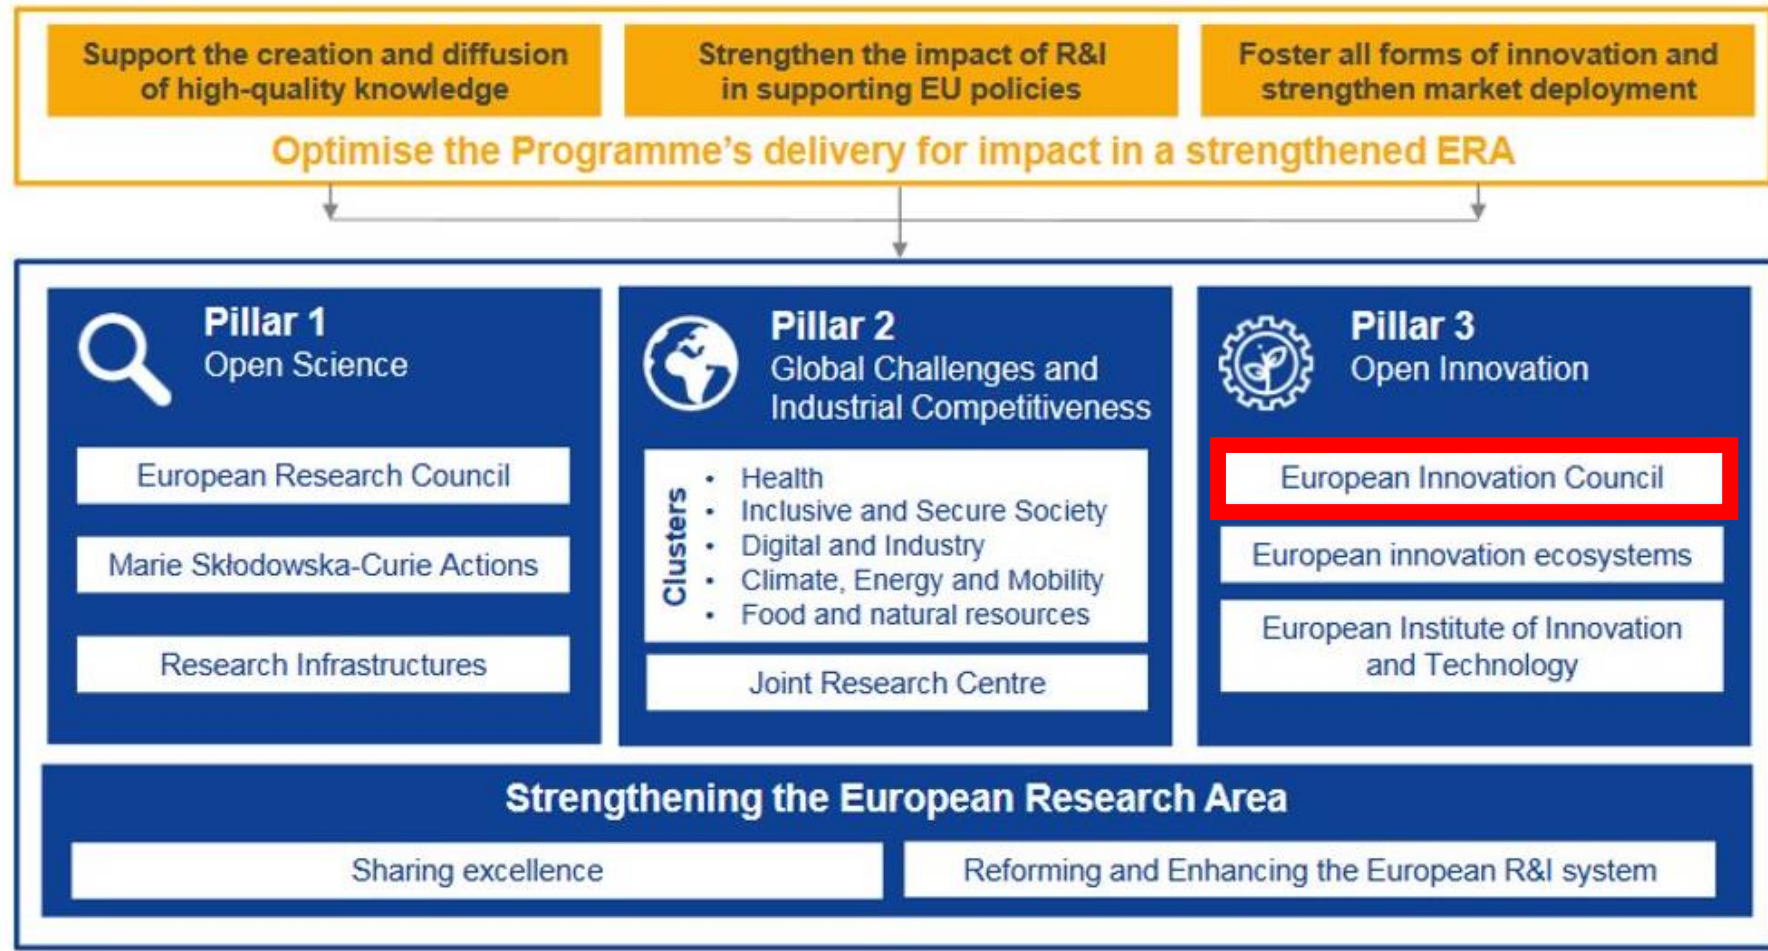 Support the creation and diffusion
of high-quality knowledge
Strengthen the impact of R&I
in supporting EU policies
Foster all forms of innovation and
strengthen market deployment
Optimise the Programme's delivery for impact in a strengthened ERA
Pillar 1
Open Science
European Research Council
Marie Skłodowska-Curie Actions
Research Infrastructures
Pillar 2
Global Challenges and
Industrial Competitiveness
Clusters
• Health
• Inclusive and Secure Society
• Digital and Industry
• Climate, Energy and Mobility
• Food and natural resources
Joint Research Centre
Pillar 3
Open Innovation
European Innovation Council
European innovation ecosystems
European Institute of Innovation
and Technology
Strengthening the European Research Area
Sharing excellence
Reforming and Enhancing the European R&I system